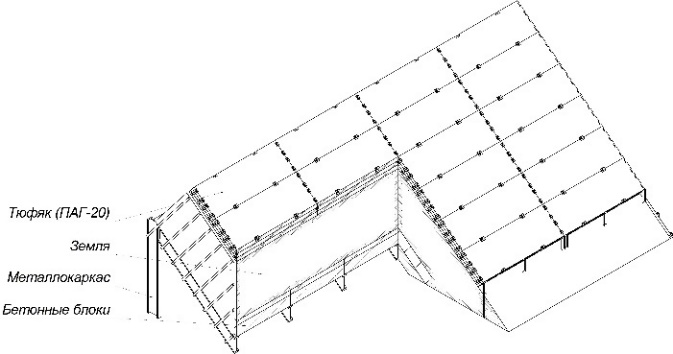 Тюфяк (ПАГ-20)
Земля
Металлокаркас
Бетонные блоки